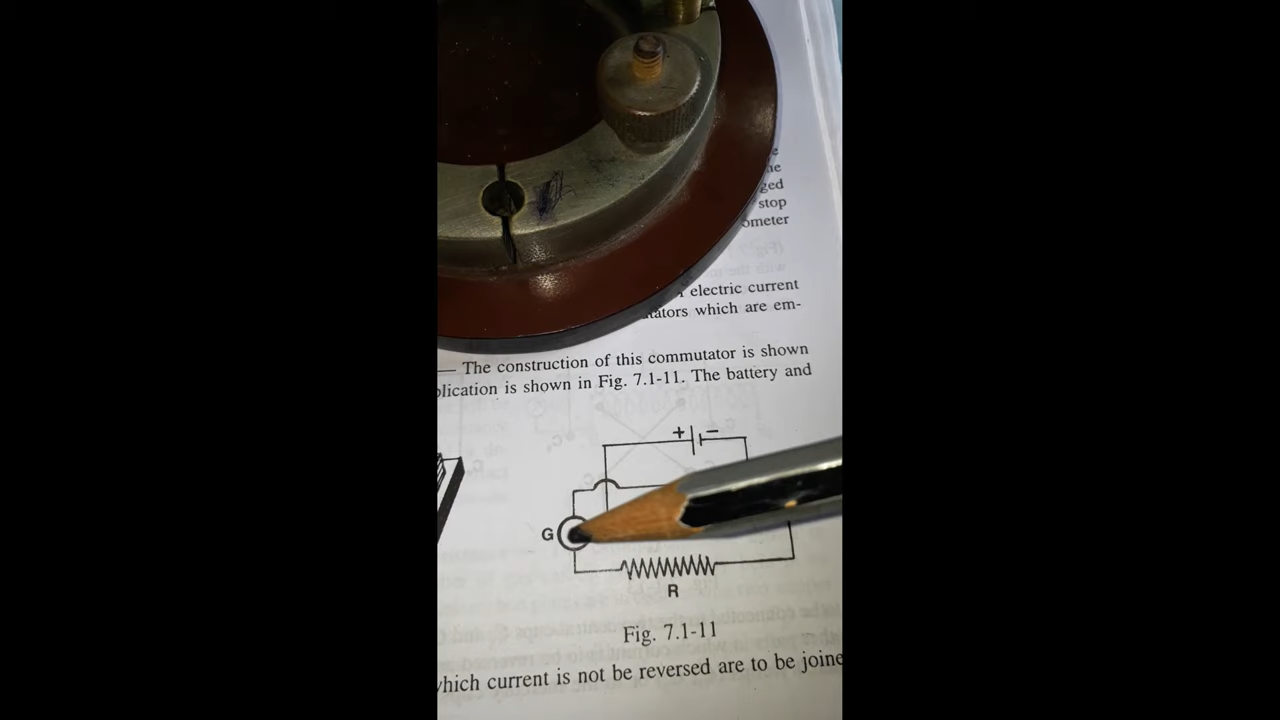 ged
stop
ometer
electric current
which are em-
— The construction of this commutator is shown
is shown in Fig. 7.1-11. The battery and
+ −
G
R
Fig. 7.1-11
which current is not be reversed are to be joine